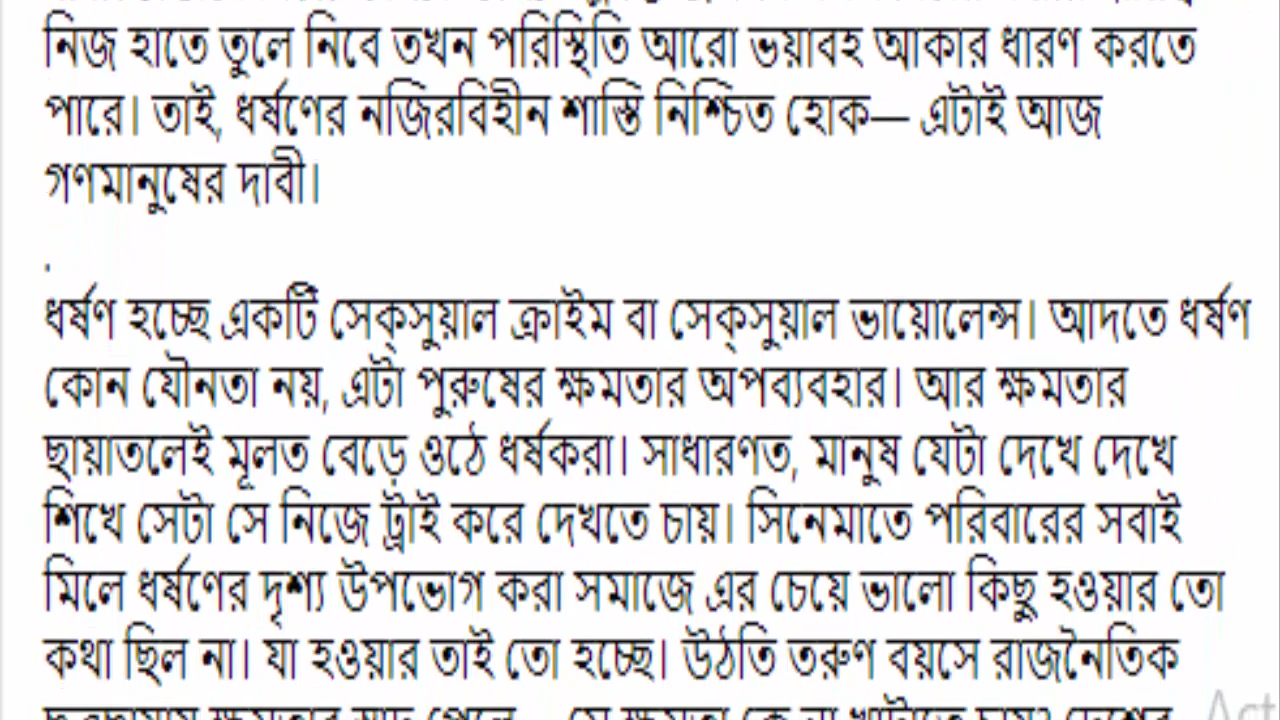 নিজ হাতে তুলে নিবে তখন পরিস্থিতি আরো ভয়াবহ আকার ধারণ করতে
পারে। তাই, ধর্ষণের নজিরবিহীন শাস্তি নিশ্চিত হোক— এটাই আজ
গণমানুষের দাবী।
.
ধর্ষণ হচ্ছে একটি সেক্‌সুয়াল ক্রাইম বা সেক্‌সুয়াল ভায়োলেন্স। আদতে ধর্ষণ
কোন যৌনতা নয়, এটা পুরুষের ক্ষমতার অপব্যবহার। আর ক্ষমতার
ছায়াতলেই মূলত বেড়ে ওঠে ধর্ষকরা। সাধারণত, মানুষ যেটা দেখে দেখে
শিখে সেটা সে নিজে ট্রাই করে দেখতে চায়। সিনেমাতে পরিবারের সবাই
মিলে ধর্ষণের দৃশ্য উপভোগ করা সমাজে এর চেয়ে ভালো কিছু হওয়ার তো
কথা ছিল না। যা হওয়ার তাই তো হচ্ছে। উঠতি তরুণ বয়সে রাজনৈতিক